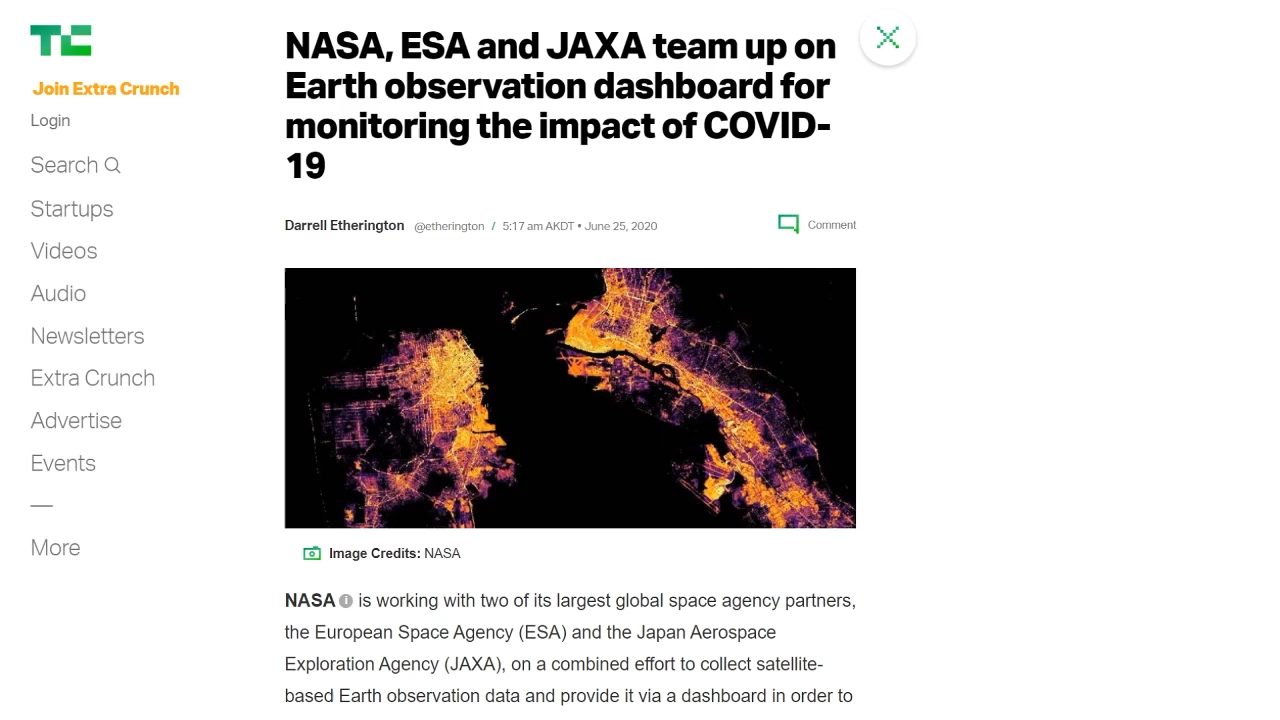 TC
Join Extra Crunch
Login
Search
Startups
Videos
Audio
Newsletters
Extra Crunch
Advertise
Events
—
More
NASA, ESA and JAXA team up on
Earth observation dashboard for
monitoring the impact of COVID-
19
Darrell Etherington @etherington / 5:17 am AKDT • June 25, 2020
Comment
Image Credits: NASA
NASA is working with two of its largest global space agency partners,
the European Space Agency (ESA) and the Japan Aerospace
Exploration Agency (JAXA), on a combined effort to collect satellite-
based Earth observation data and provide it via a dashboard in order to